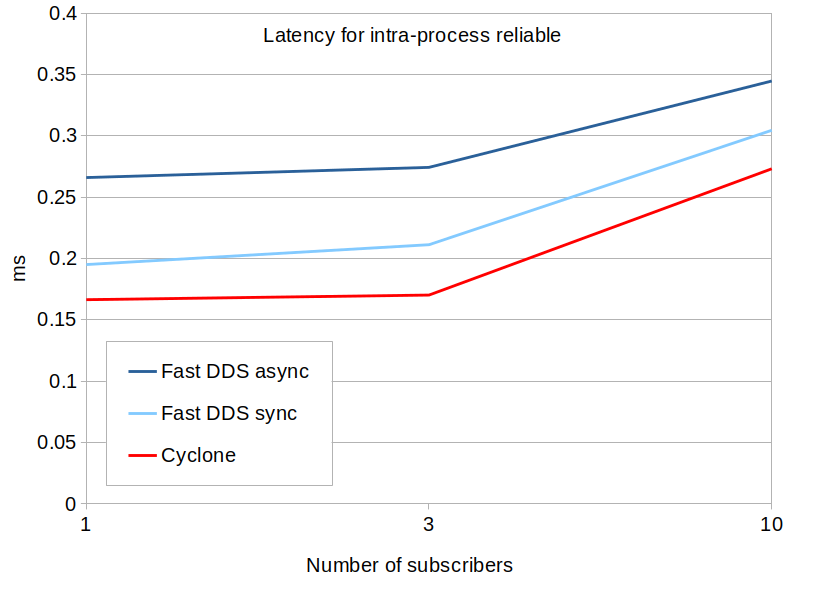 Latency for intra-process reliable
0.4
0.35
0.3
0.25
0.2
0.15
0.1
0.05
0
ms
Fast DDS async
Fast DDS sync
Cyclone
1 3 10
Number of subscribers